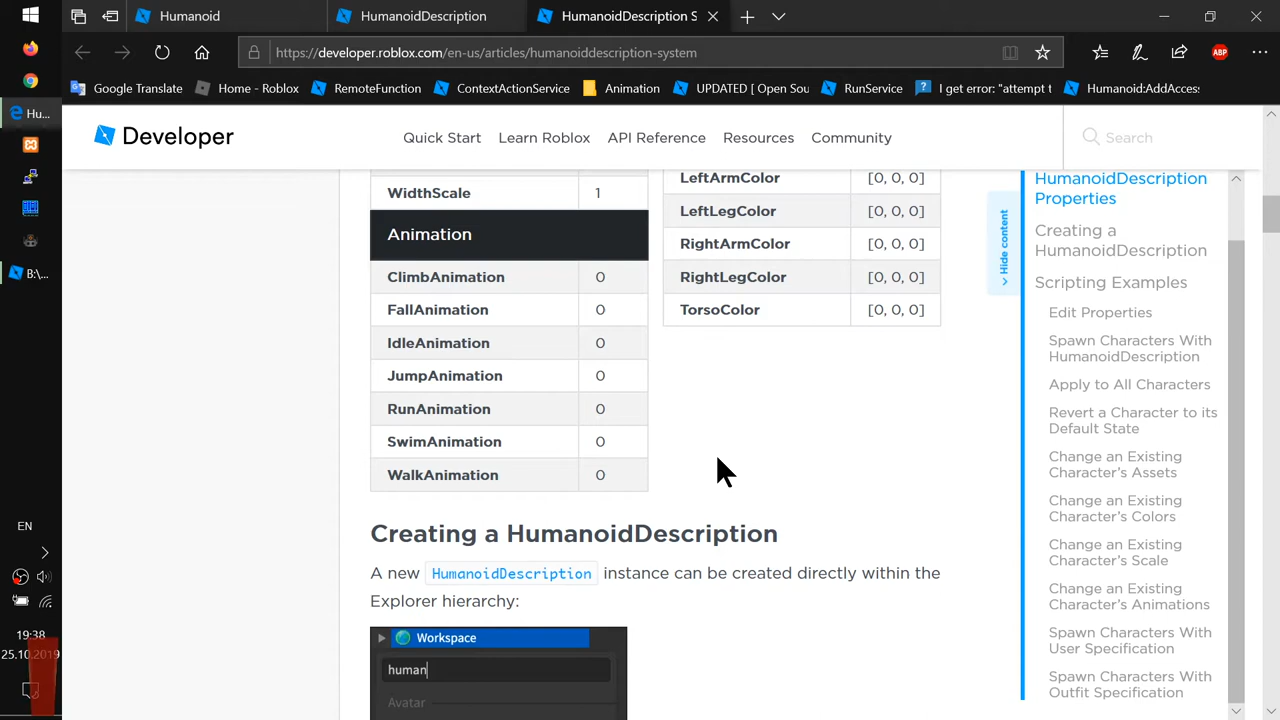 Humanoid
HumanoidDescription
HumanoidDescription S
https://developer.roblox.com/en-us/articles/humanoiddescription-system
ABP
Google Translate
Home - Roblox
RemoteFunction
ContextActionService
Animation
UPDATED [ Open Sou
RunService
I get error: "attempt t
Humanoid:AddAccess
Hu...
B:\...
EN
19:38
25.10.2019
Developer
Quick Start
Learn Roblox
API Reference
Resources
Community
Search
WidthScale 1
Animation
ClimbAnimation 0
FallAnimation 0
IdleAnimation 0
JumpAnimation 0
RunAnimation 0
SwimAnimation 0
WalkAnimation 0
LeftArmColor [0, 0, 0]
LeftLegColor [0, 0, 0]
RightArmColor [0, 0, 0]
RightLegColor [0, 0, 0]
TorsoColor [0, 0, 0]
Creating a HumanoidDescription
A new HumanoidDescription instance can be created directly within the
Explorer hierarchy:
Workspace
human
Avatar
Hide content
HumanoidDescription
Properties
Creating a
HumanoidDescription
Scripting Examples
Edit Properties
Spawn Characters With
HumanoidDescription
Apply to All Characters
Revert a Character to its
Default State
Change an Existing
Character's Assets
Change an Existing
Character's Colors
Change an Existing
Character's Scale
Change an Existing
Character's Animations
Spawn Characters With
User Specification
Spawn Characters With
Outfit Specification